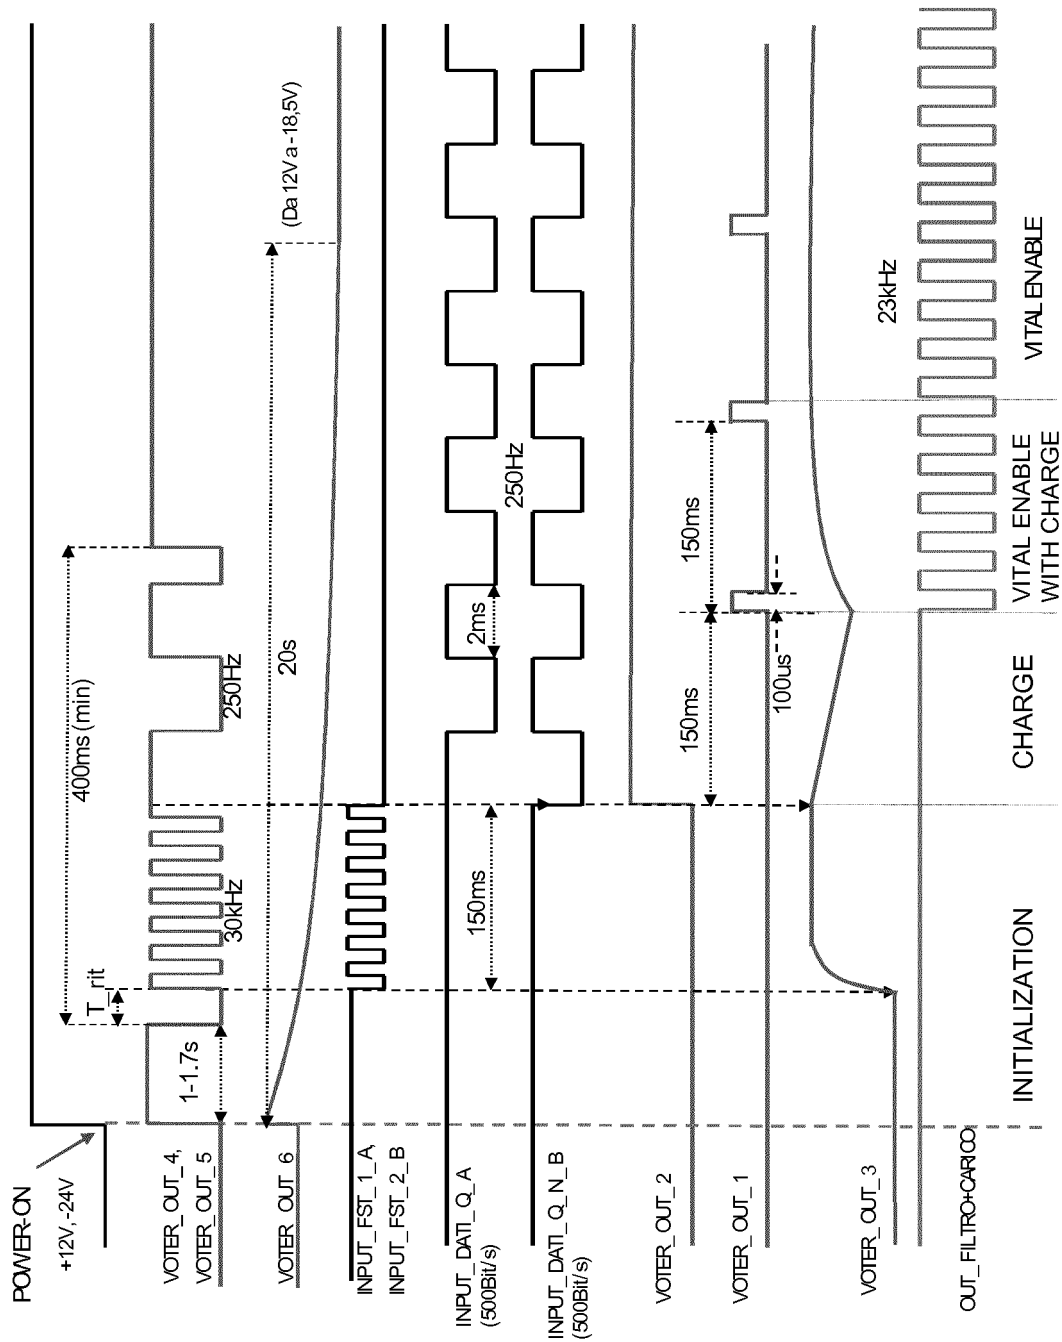 POWER-ON
+12V, -24V
VOTER_OUT_4,
VOTER_OUT_5
1-1.7s
T_rit
400ms (min)
30kHz
250Hz
VOTER_OUT_6
20s
(Da 12V a -18,5V)
INPUT_FST_1_A,
INPUT_FST_2_B
INPUT_DATI_Q_A
(500Bit/s)
150ms
2ms
250Hz
INPUT_DATI_Q_N_B
(500Bit/s)
VOTER_OUT_2
VOTER_OUT_1
150ms
150ms
100us
VOTER_OUT_3
23kHz
OUT_FILTRO+CARICO
INITIALIZATION
CHARGE
VITAL ENABLE
WITH CHARGE
VITAL ENABLE